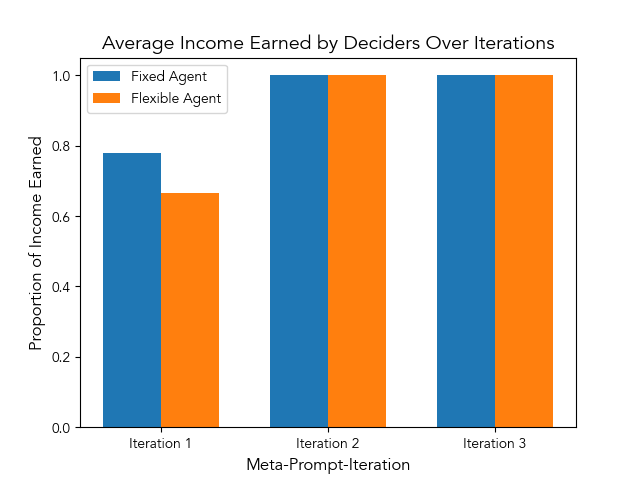 Average Income Earned by Deciders Over Iterations
Fixed Agent
Flexible Agent
Proportion of Income Earned
1.0
0.8
0.6
0.4
0.2
0.0
Iteration 1
Iteration 2
Iteration 3
Meta-Prompt-Iteration